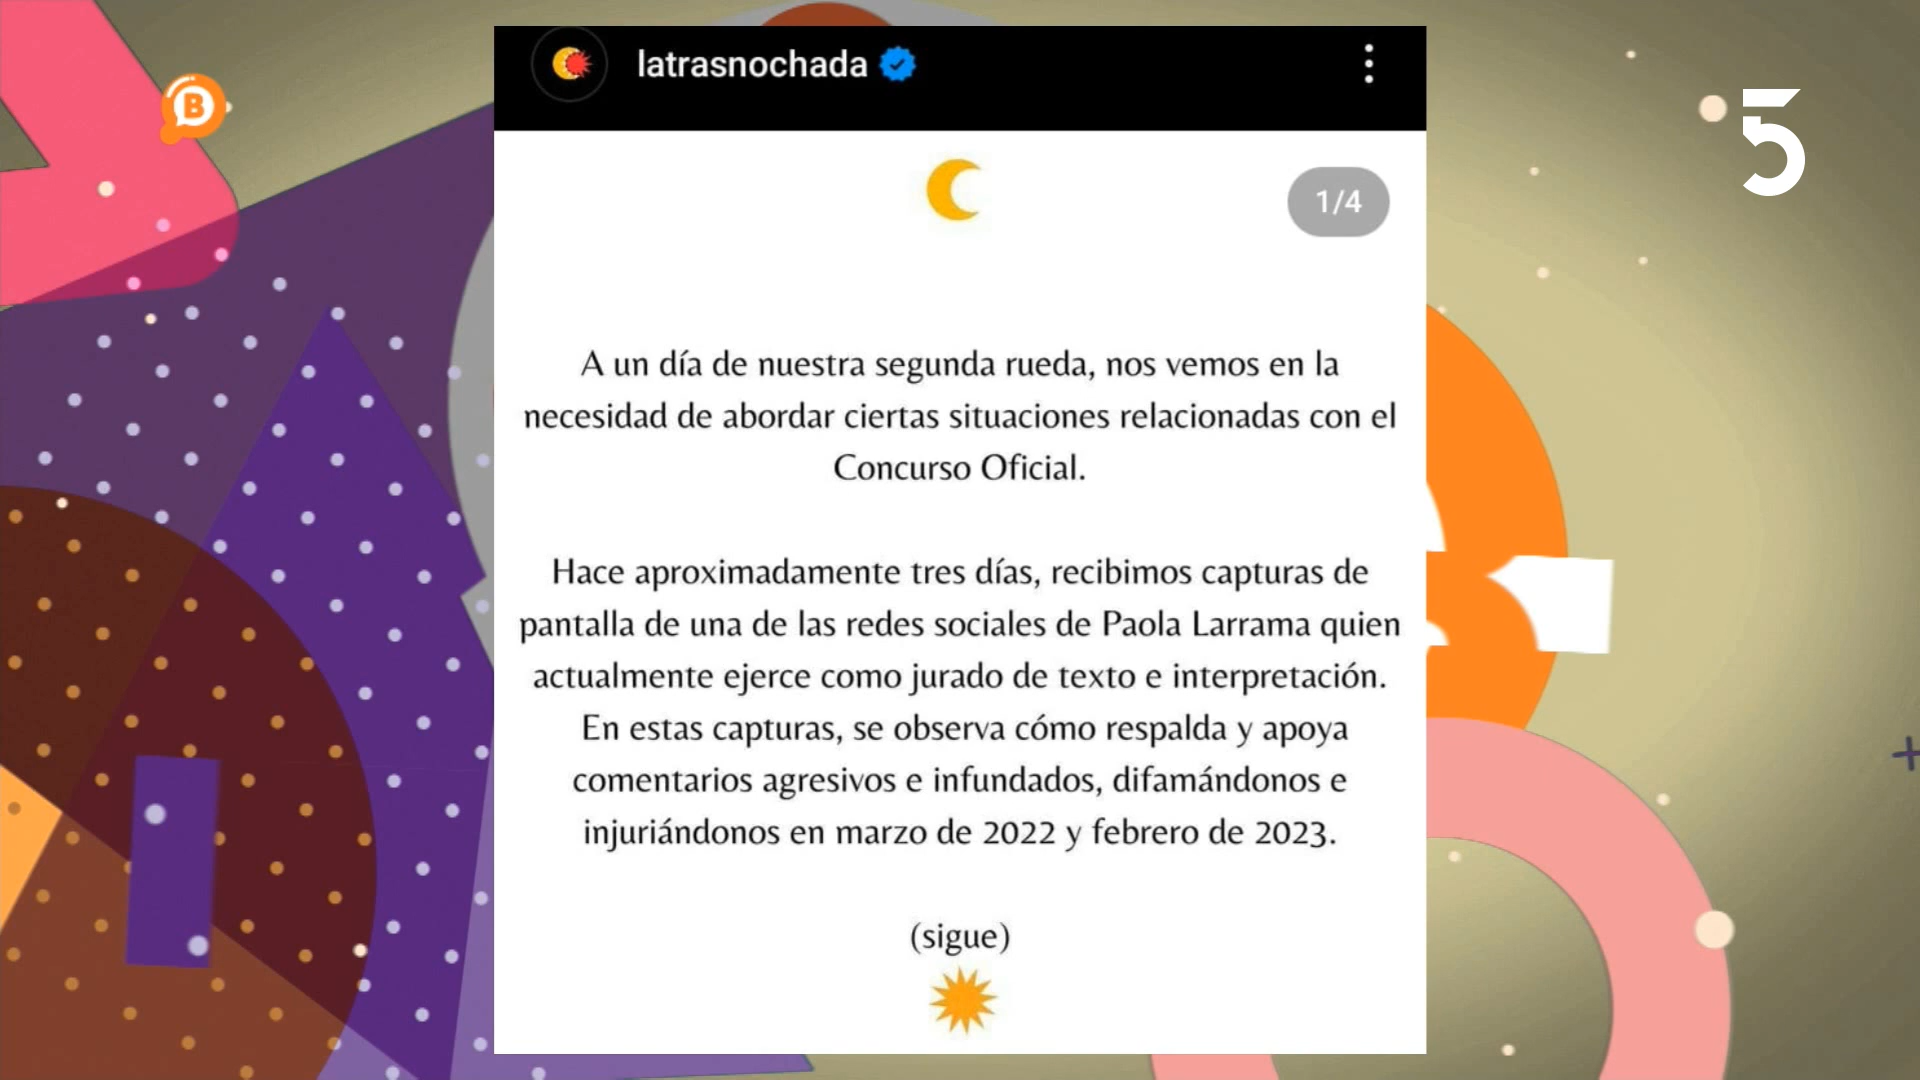 latrasnochada
B
5
1/4
A un día de nuestra segunda rueda, nos vemos en la
necesidad de abordar ciertas situaciones relacionadas con el
Concurso Oficial.
Hace aproximadamente tres días, recibimos capturas de
pantalla de una de las redes sociales de Paola Larrama quien
actualmente ejerce como jurado de texto e interpretación.
En estas capturas, se observa cómo respalda y apoya
comentarios agresivos e infundados, difamándonos e
injuriándonos en marzo de 2022 y febrero de 2023.
(sigue)